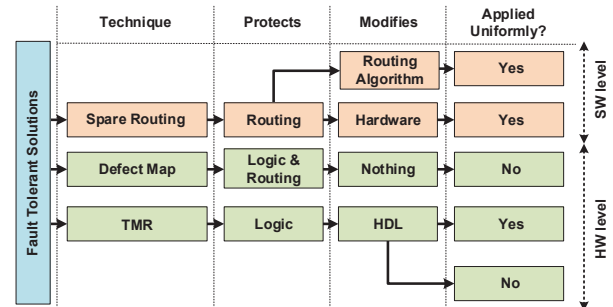 Technique
Protects
Modifies
Applied
Uniformly?
Fault Tolerant Solutions
Routing
Algorithm
Yes
Spare Routing
Routing
Hardware
Yes
SW level
Defect Map
Logic &
Routing
Nothing
No
TMR
Logic
HDL
Yes
No
HW level